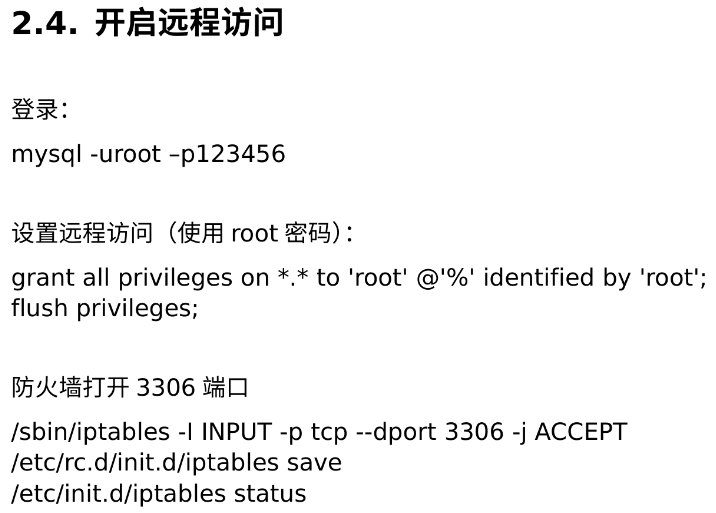 2.4. 开启远程访问
登录：
mysql -uroot –p123456
设置远程访问（使用 root 密码）：
grant all privileges on *.* to 'root' @'%' identified by 'root';
flush privileges;
防火墙打开 3306 端口
/sbin/iptables -I INPUT -p tcp --dport 3306 -j ACCEPT
/etc/rc.d/init.d/iptables save
/etc/init.d/iptables status